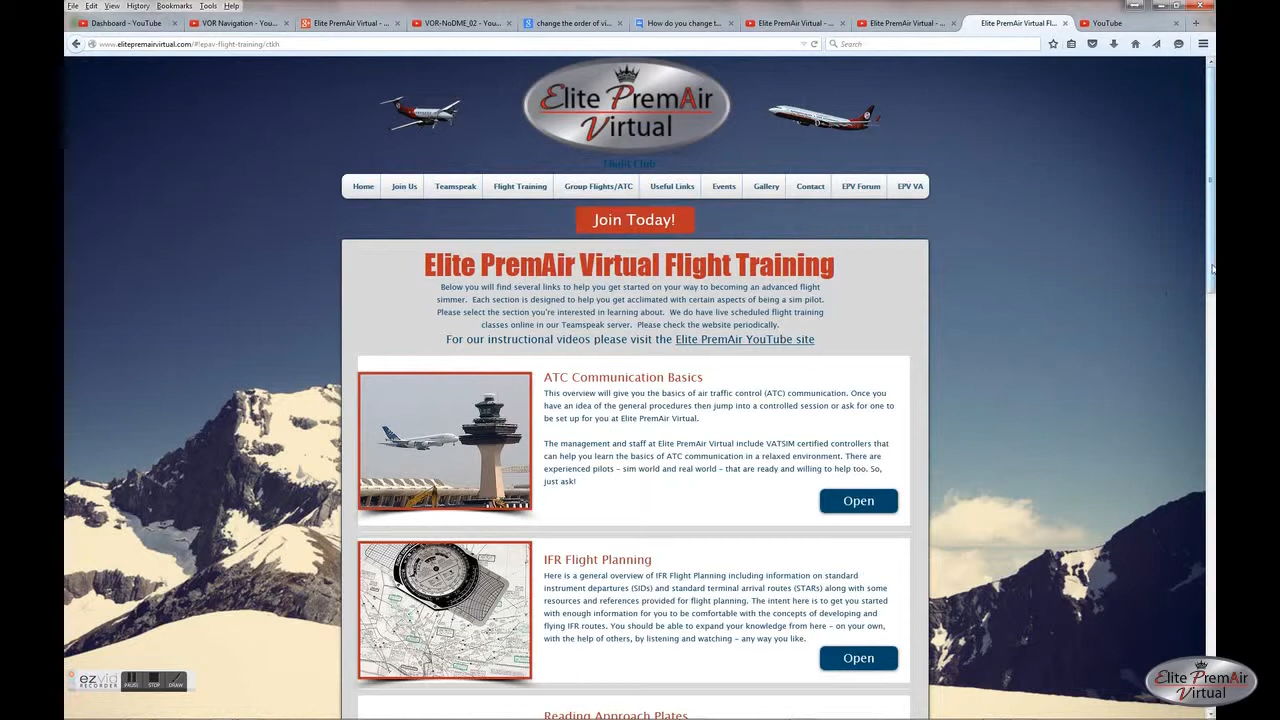 File Edit View History Bookmarks Tools Help
Dashboard - YouTube
VOR Navigation - You...
Elite PremAir Virtual - ...
VOR-NoDME_02 - You...
change the order of vi...
How do you change t...
Elite PremAir Virtual - ...
Elite PremAir Virtual - ...
Elite PremAir Virtual Fl...
YouTube
www.elitepremairvirtual.com/#!epav-flight-training/ctkh
Search
Elite PremAir
Virtual
Flight Club
Home Join Us Teamspeak Flight Training Group Flights/ATC Useful Links Events Gallery Contact EPV Forum EPV VA
Join Today!
Elite PremAir Virtual Flight Training
Below you will find several links to help you get started on your way to becoming an advanced flight
simmer. Each section is designed to help you get acclimated with certain aspects of being a sim pilot.
Please select the section you're interested in learning about. We do have live scheduled flight training
classes online in our Teamspeak server. Please check the website periodically.
For our instructional videos please visit the Elite PremAir YouTube site
ATC Communication Basics
This overview will give you the basics of air traffic control (ATC) communication. Once you
have an idea of the general procedures then jump into a controlled session or ask for one to
be set up for you at Elite PremAir Virtual.
The management and staff at Elite PremAir Virtual include VATSIM certified controllers that
can help you learn the basics of ATC communication in a relaxed environment. There are
experienced pilots - sim world and real world - that are ready and willing to help too. So,
just ask!
Open
IFR Flight Planning
Here is a general overview of IFR Flight Planning including information on standard
instrument departures (SIDs) and standard terminal arrival routes (STARs) along with some
resources and references provided for flight planning. The intent here is to get you started
with enough information for you to be comfortable with the concepts of developing and
flying IFR routes. You should be able to expand your knowledge from here - on your own,
with the help of others, by listening and watching - any way you like.
Open
Reading Approach Plates
ezvid
RECORDER
PAUSE STOP DRAW
Elite PremAir
Virtual